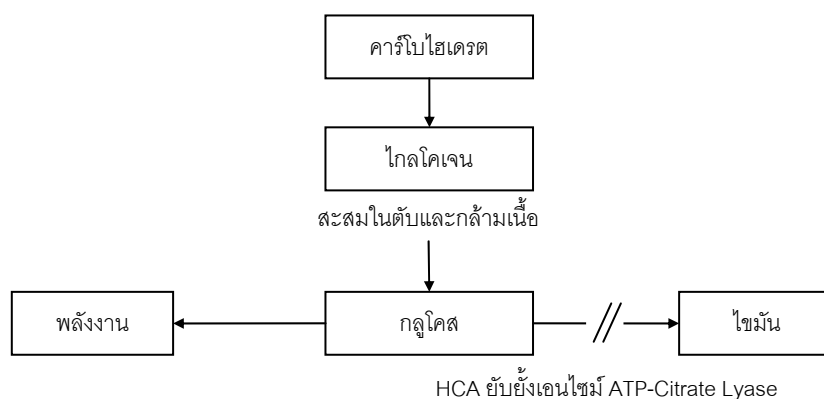 คาร์โบไฮเดรต
ไกลโคเจน
สะสมในตับและกล้ามเนื้อ
พลังงาน
กลูโคส
ไขมัน
HCA ยับยั้งเอนไซม์ ATP-Citrate Lyase